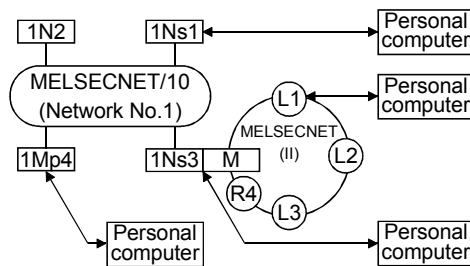 1N2
1Ns1
Personal
computer
MELSECNET/10
(Network No.1)
L1
Personal
computer
MELSECNET
(II)
L2
1Mp4
1Ns3
M
R4
L3
Personal
computer
Personal
computer